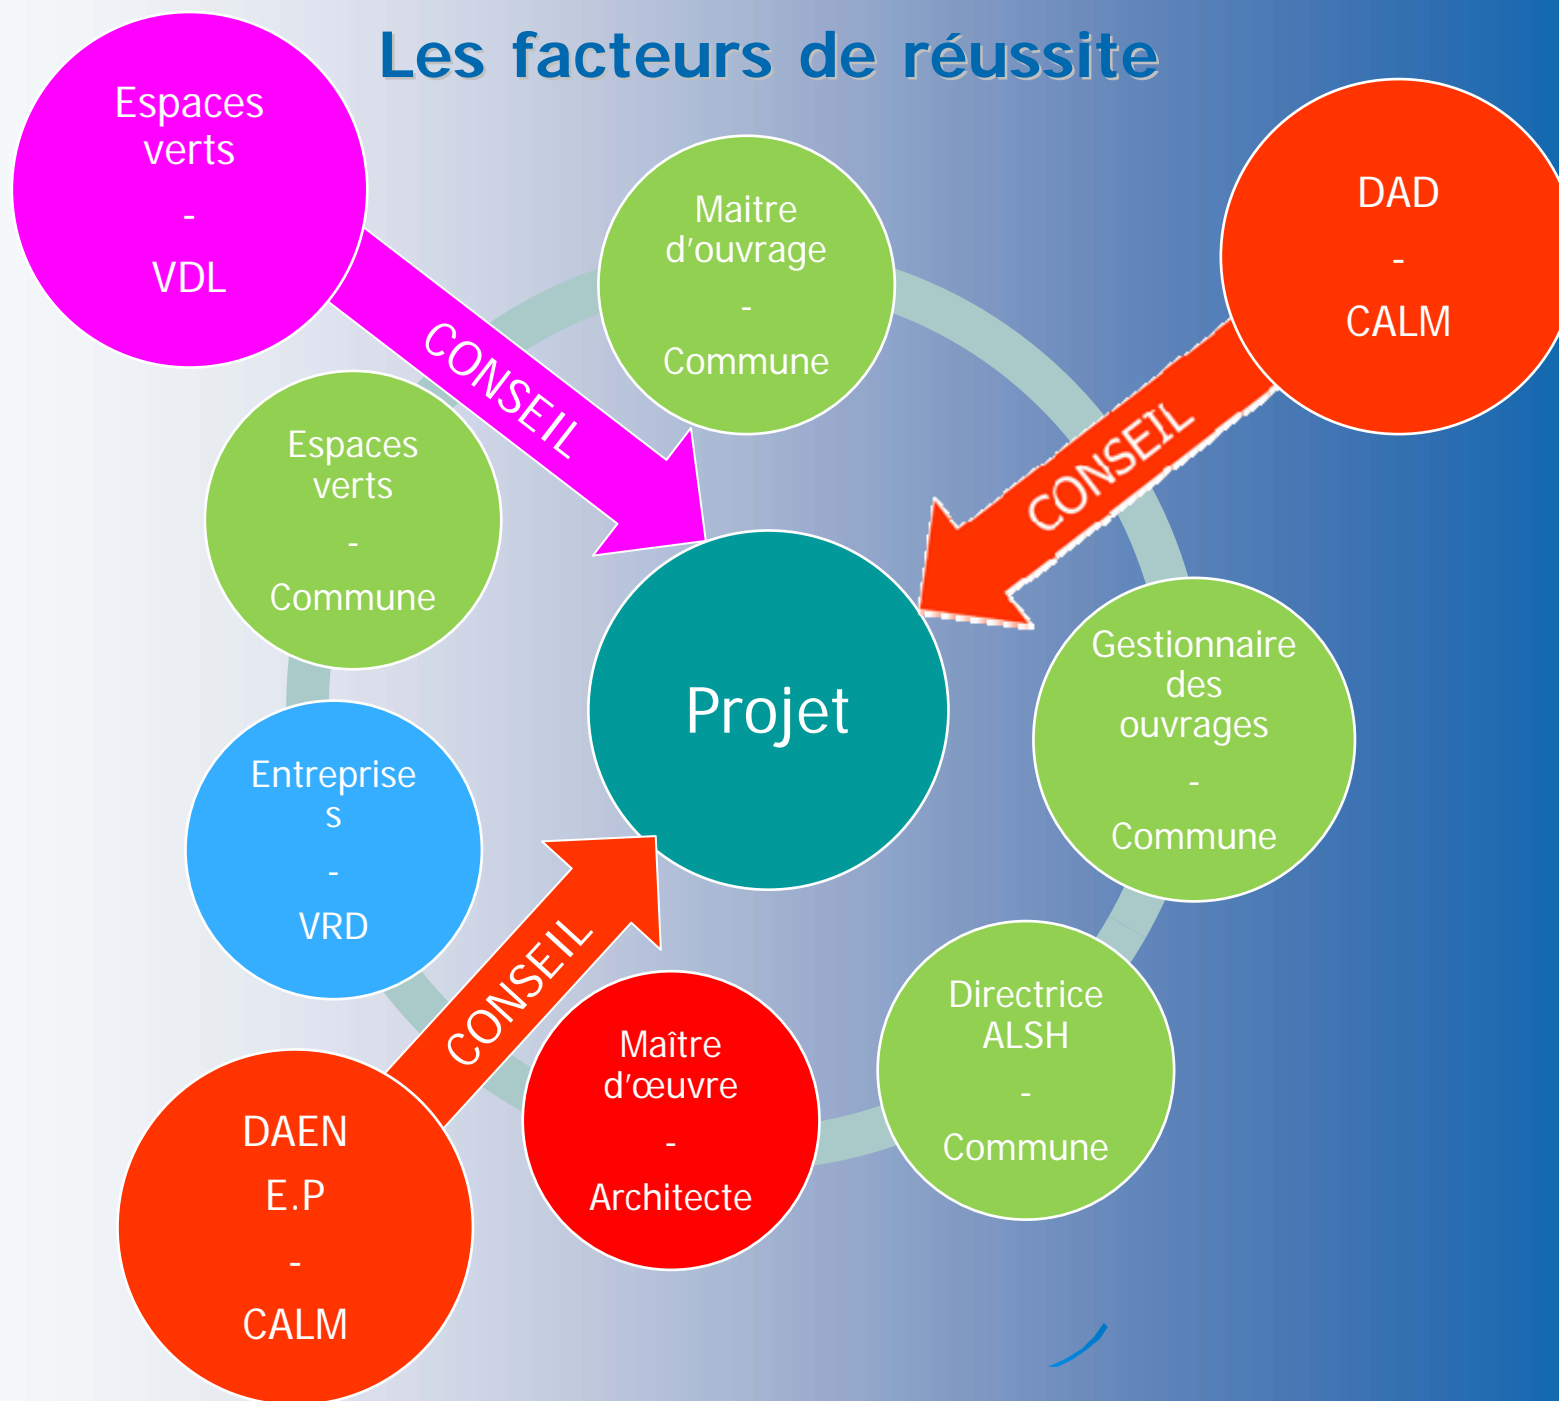 Les facteurs de réussite
Espaces
verts
-
VDL
CONSEIL
Maitre
d'ouvrage
-
Commune
DAD
-
CALM
CONSEIL
Espaces
verts
-
Commune
Projet
Gestionnaire
des
ouvrages
-
Commune
Entreprise
s
-
VRD
CONSEIL
Directrice
ALSH
-
Commune
Maître
d'œuvre
-
Architecte
DAEN
E.P
-
CALM